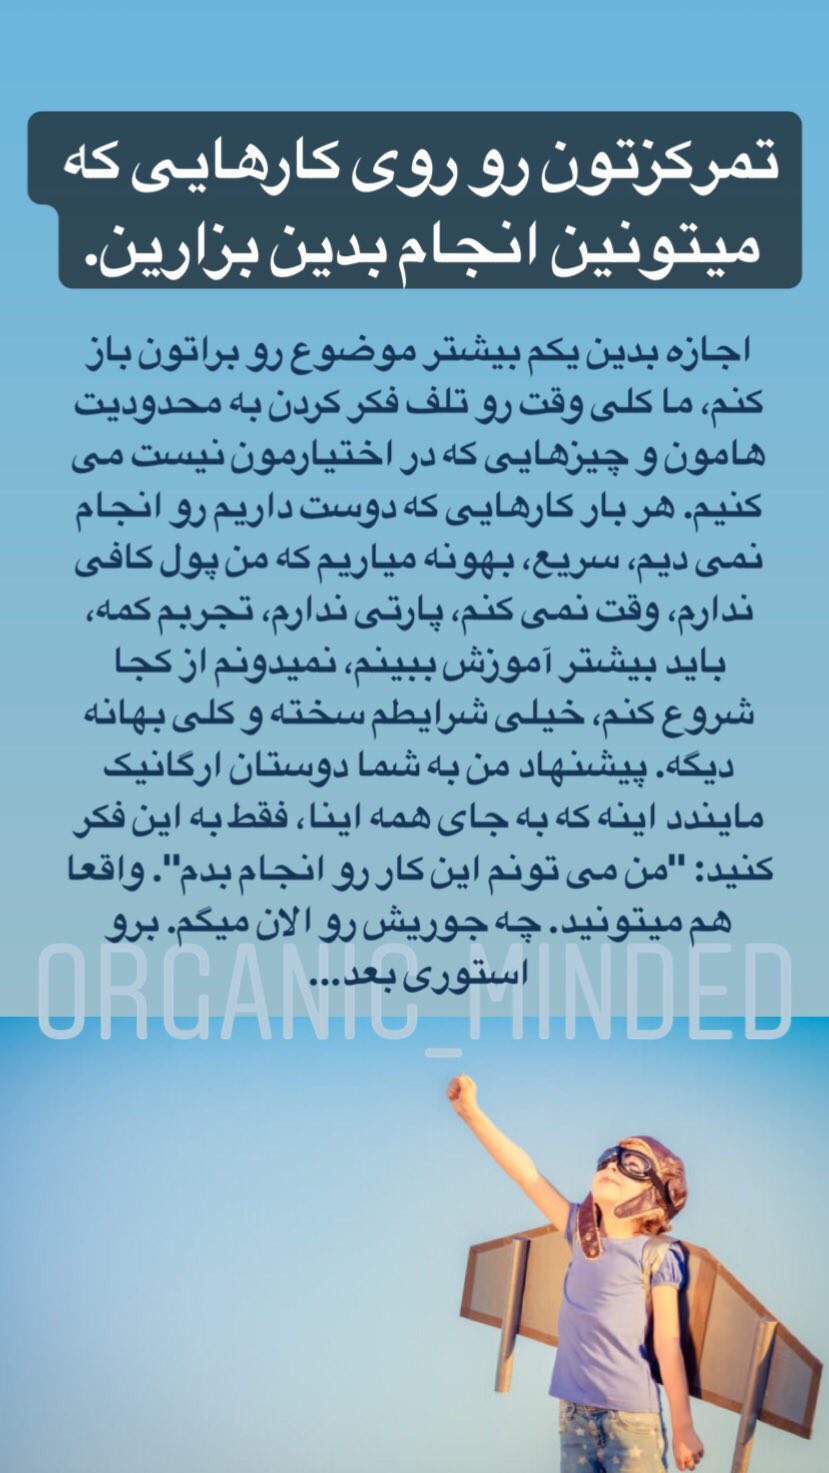 تمرکزتون رو روی کارهایی که
میتونین انجام بدین بزارین.
اجازه بدین یکم بیشتر موضوع رو براتون باز
کنم، ما کلی وقت رو تلف فکر کردن به محدودیت
هامون و چیزهایی که در اختیارمون نیست می
کنیم. هر بار کارهایی که دوست داریم رو انجام
نمی دیم، سریع، بهونه میاریم که من پول کافی
ندارم، وقت نمی کنم، پارتی ندارم، تجربم کمه،
باید بیشتر آموزش ببینم، نمیدونم از کجا
شروع کنم، خیلی شرایطم سخته و کلی بهانه
دیگه. پیشنهاد من به شما دوستان ارگانیک
مایندد اینه که به جای همه اینا، فقط به این فکر
کنید: "من می تونم این کار رو انجام بدم". واقعا
هم میتونید. چه جوریش رو الان میگم. برو
استوری بعد...
ORGANIC_MINDED